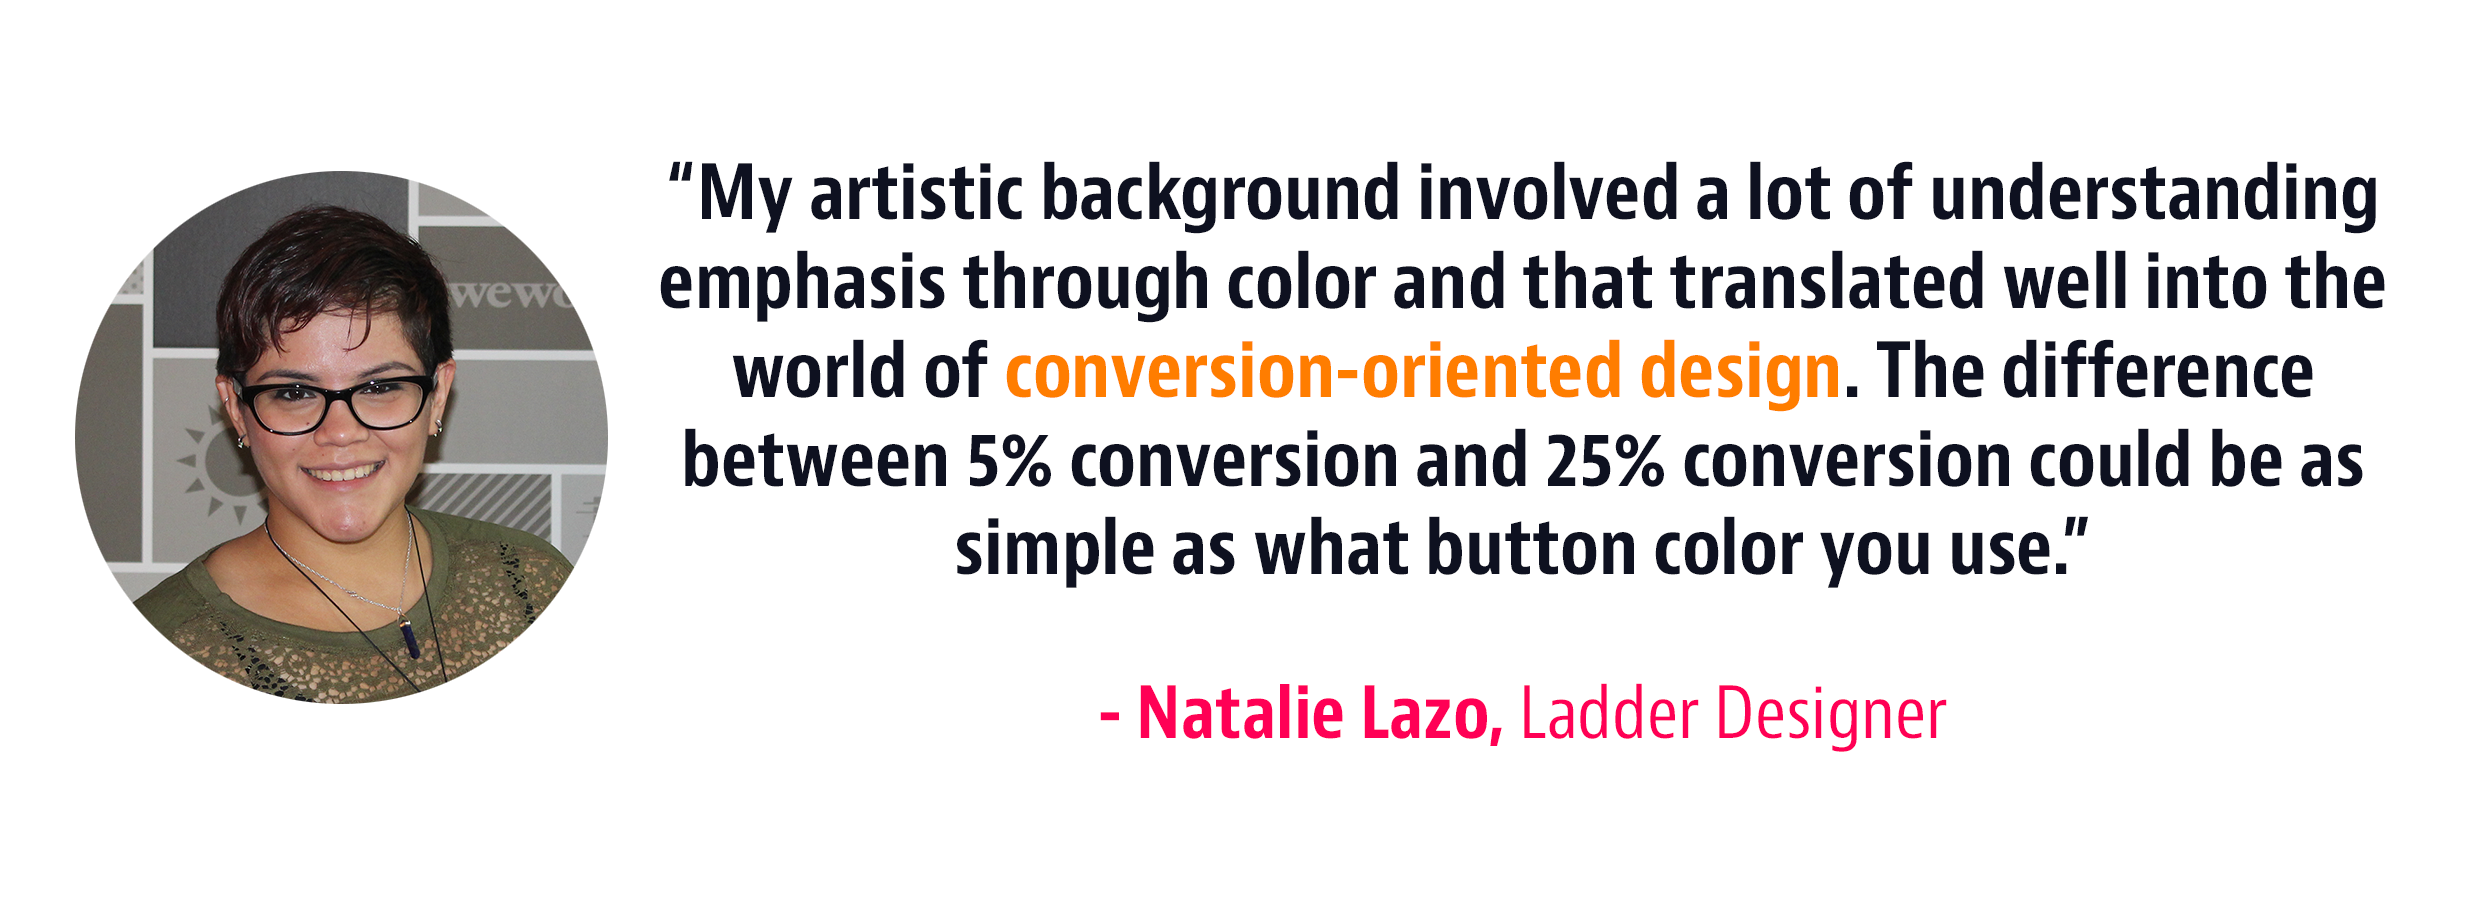 wewo
“My artistic background involved a lot of understanding
emphasis through color and that translated well into the
world of conversion-oriented design. The difference
between 5% conversion and 25% conversion could be as
simple as what button color you use.”
- Natalie Lazo, Ladder Designer